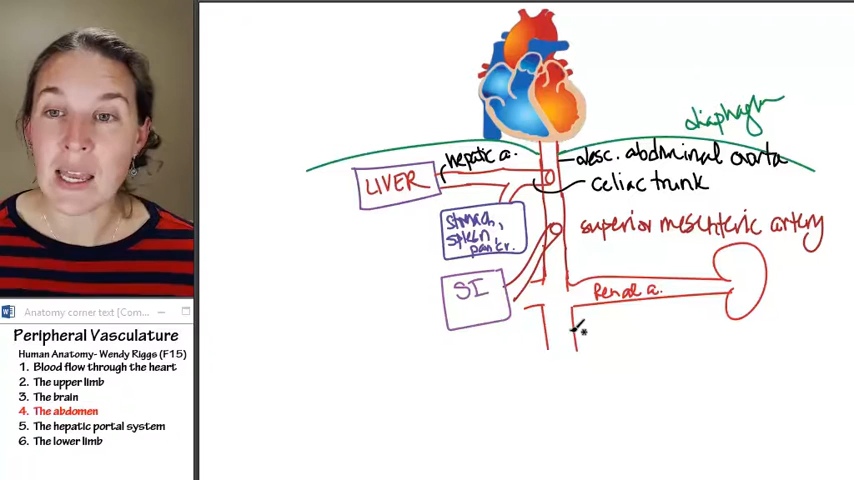 diaphragm
hepatic a.
desc. abdominal aorta
LIVER
celiac trunk
stomach,
spleen
pancr.
superior mesenteric artery
SI
Renal a.
Anatomy corner text [Com...
Peripheral Vasculature
Human Anatomy- Wendy Riggs (F15)
1. Blood flow through the heart
2. The upper limb
3. The brain
4. The abdomen
5. The hepatic portal system
6. The lower limb